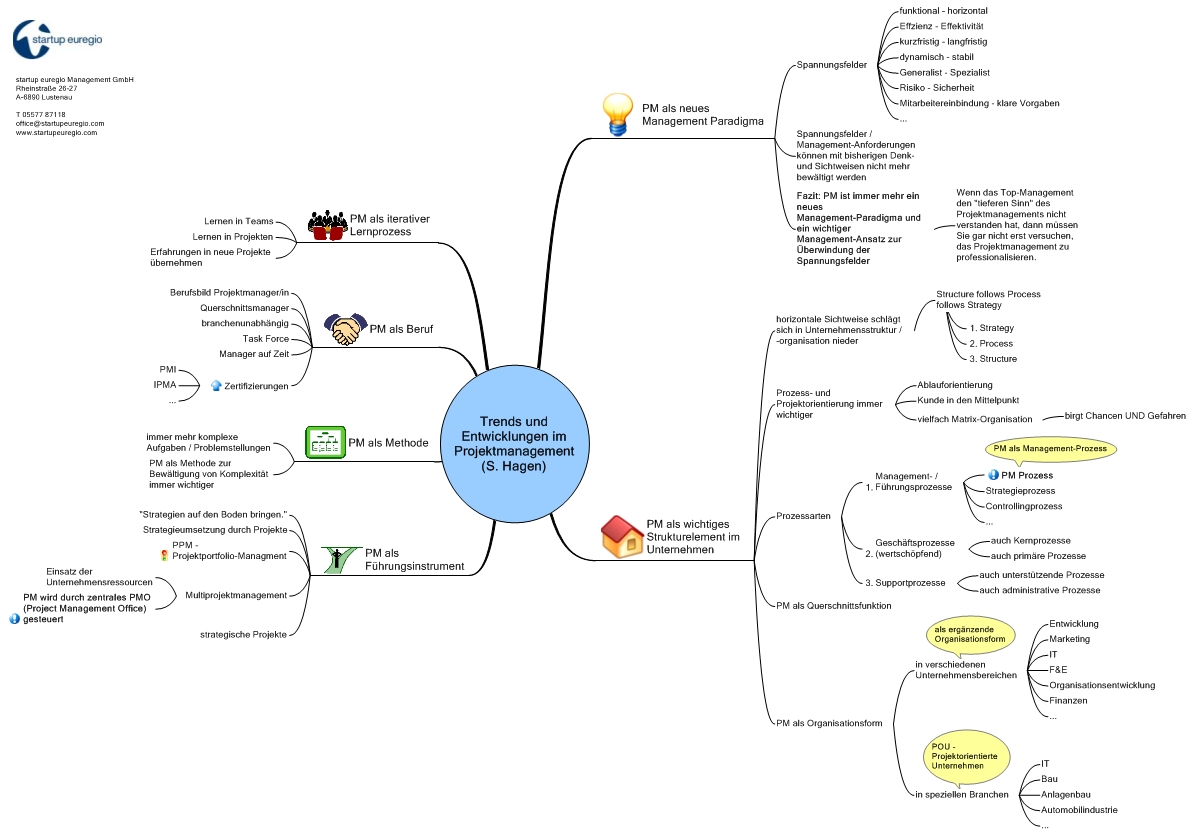 startup euregio
startup euregio Management GmbH
Rheinstraße 26-27
A-6890 Lustenau
T 05577 87118
office@startupeuregio.com
www.startupeuregio.com
Trends und
Entwicklungen im
Projektmanagement
(S. Hagen)
PM als neues
Management Paradigma
Spannungsfelder
funktional - horizontal
Effzienz - Effektivität
kurzfristig - langfristig
dynamisch - stabil
Generalist - Spezialist
Risiko - Sicherheit
Mitarbeitereinbindung - klare Vorgaben
...
Spannungsfelder /
Management-Anforderungen
können mit bisherigen Denk-
und Sichtweisen nicht mehr
bewältigt werden
Fazit: PM ist immer mehr ein
neues
Management-Paradigma und
ein wichtiger
Management-Ansatz zur
Überwindung der
Spannungsfelder
Wenn das Top-Management
den "tieferen Sinn" des
Projektmanagements nicht
verstanden hat, dann müssen
Sie gar nicht erst versuchen,
das Projektmanagement zu
professionalisieren.
PM als wichtiges
Strukturelement im
Unternehmen
horizontale Sichtweise schlägt
sich in Unternehmensstruktur /
-organisation nieder
Structure follows Process
follows Strategy
1. Strategy
2. Process
3. Structure
Prozess- und
Projektorientierung immer
wichtiger
Ablauforientierung
Kunde in den Mittelpunkt
vielfach Matrix-Organisation
birgt Chancen UND Gefahren
Prozessarten
Management- /
1. Führungsprozesse
PM als Management-Prozess
PM Prozess
Strategieprozess
Controllingprozess
...
Geschäftsprozesse
2. (wertschöpfend)
auch Kernprozesse
auch primäre Prozesse
3. Supportprozesse
auch unterstützende Prozesse
auch administrative Prozesse
PM als Querschnittsfunktion
PM als Organisationsform
als ergänzende
Organisationsform
in verschiedenen
Unternehmensbereichen
Entwicklung
Marketing
IT
F&E
Organisationsentwicklung
Finanzen
...
POU -
Projektorientierte
Unternehmen
in speziellen Branchen
IT
Bau
Anlagenbau
Automobilindustrie
...
PM als iterativer
Lernprozess
Lernen in Teams
Lernen in Projekten
Erfahrungen in neue Projekte
übernehmen
PM als Beruf
Berufsbild Projektmanager/in
Querschnittsmanager
branchenunabhängig
Task Force
Manager auf Zeit
Zertifizierungen
PMI
IPMA
...
PM als Methode
immer mehr komplexe
Aufgaben / Problemstellungen
PM als Methode zur
Bewältigung von Komplexität
immer wichtiger
PM als
Führungsinstrument
"Strategien auf den Boden bringen."
Strategieumsetzung durch Projekte
PPM -
Projektportfolio-Managment
Multiprojektmanagement
Einsatz der
Unternehmensressourcen
PM wird durch zentrales PMO
(Project Management Office)
gesteuert
strategische Projekte